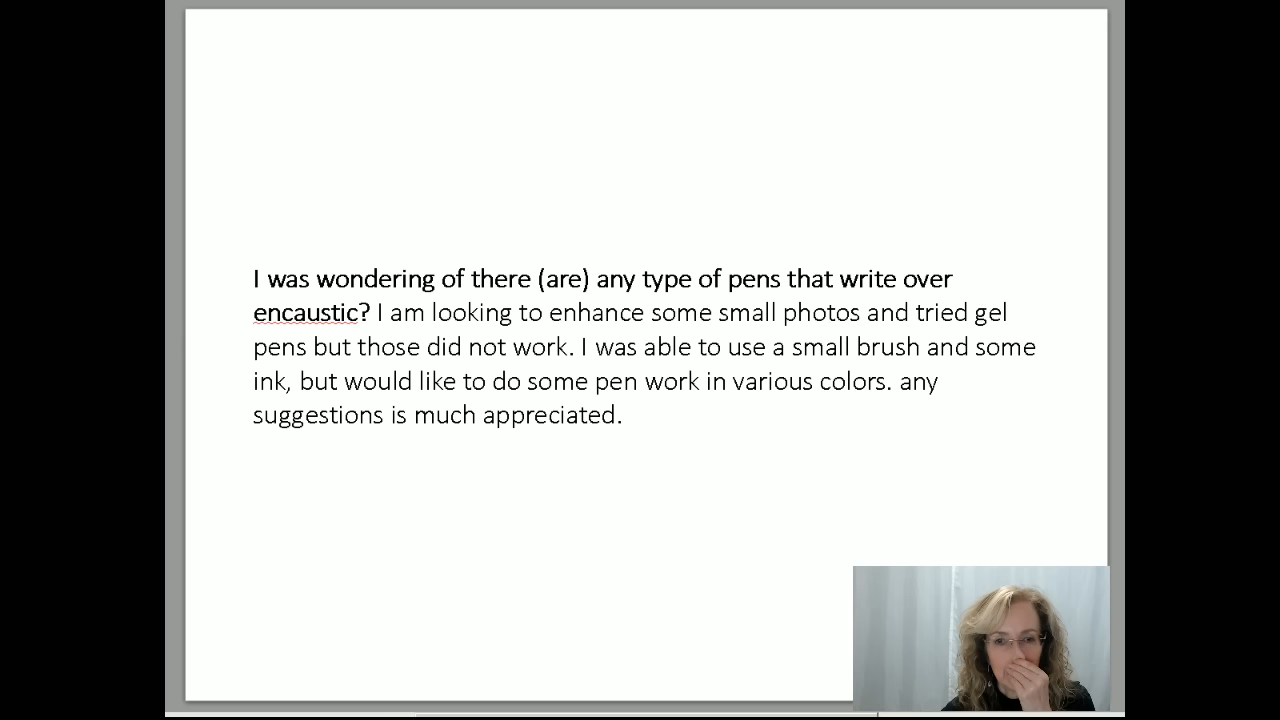 I was wondering of there (are) any type of pens that write over
encaustic? I am looking to enhance some small photos and tried gel
pens but those did not work. I was able to use a small brush and some
ink, but would like to do some pen work in various colors. any
suggestions is much appreciated.